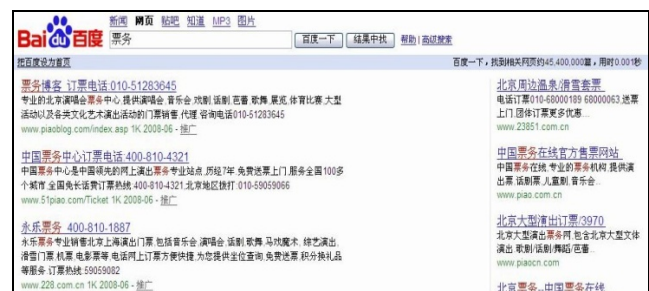 新闻 网页 贴吧 知道 MP3 图片
Bai百度 票务 百度一下 结果中找 帮助 | 高级搜索
把百度设为首页 百度一下，找到相关网页约45,400,000篇，用时0.001秒
票务博客 订票电话:010-51283645
专业的北京演唱会票务中心,提供演唱会,音乐会,戏剧,话剧,芭蕾,歌舞,展览,体育比赛,大型
活动以及各类文化艺术演出活动的门票销售,代理 咨询电话010-51283645
www.piaoblog.com/index.asp 1K 2008-06 - 推广
中国票务中心订票电话:400-810-4321
中国票务中心是中国领先的网上演出票务专业站点,历经7年.免费送票上门,服务全国100多
个城市.全国免长话费订票热线:400-810-4321,北京地区拨打:010-59059066
www.51piao.com/Ticket 1K 2008-06 - 推广
永乐票务 400-810-1887
永乐票务专业销售北京上海演出门票,包括音乐会,演唱会,话剧,歌舞,马戏魔术,综艺演出,
滑雪门票,机票,电影票等,电话网上订票方便快捷,为您提供坐位查询,免费送票,积分换礼品
等服务 订票热线:59059082
www.228.com.cn 1K 2008-06 - 推广
北京周边温泉/滑雪套票
电话订票010-68000189 68000063,送票
上门,团体订票更多优惠...
www.23851.com.cn
中国票务在线官方售票网站
中国票务在线,专业的票务机构,提供演
出票,话剧票,儿童剧,音乐会...
www.piao.com.cn
北京大型演出订票/3970
北京大型演出票务网,包含北京大型文体
演出 歌剧/话剧/舞蹈/芭蕾...
www.piaocn.com
北京票务--中国票务在线